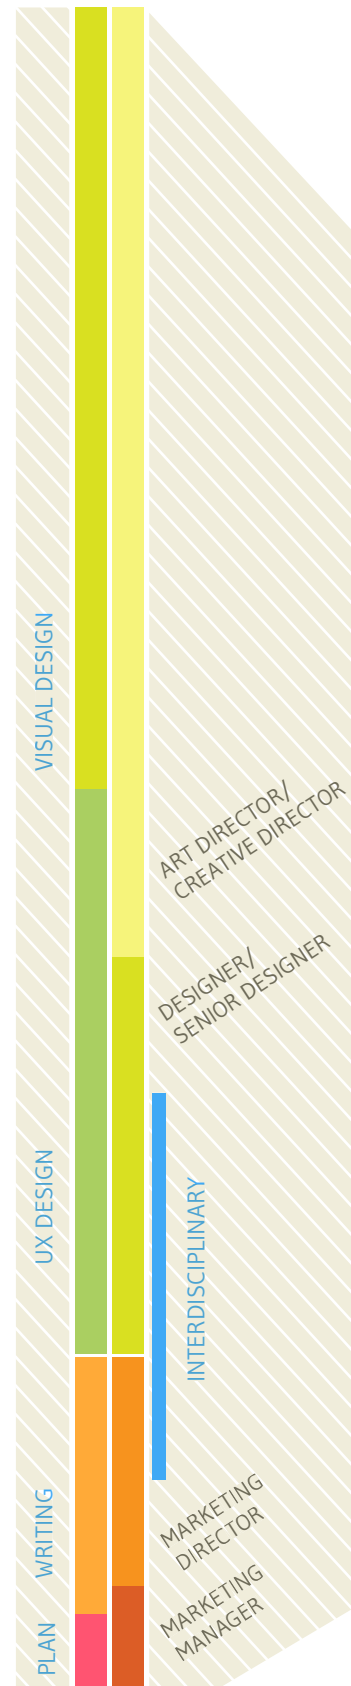 VISUAL DESIGN
ART DIRECTOR/
CREATIVE DIRECTOR
DESIGNER/
SENIOR DESIGNER
UX DESIGN
INTERDISCIPLINARY
WRITING
MARKETING
DIRECTOR
PLAN
MARKETING
MANAGER